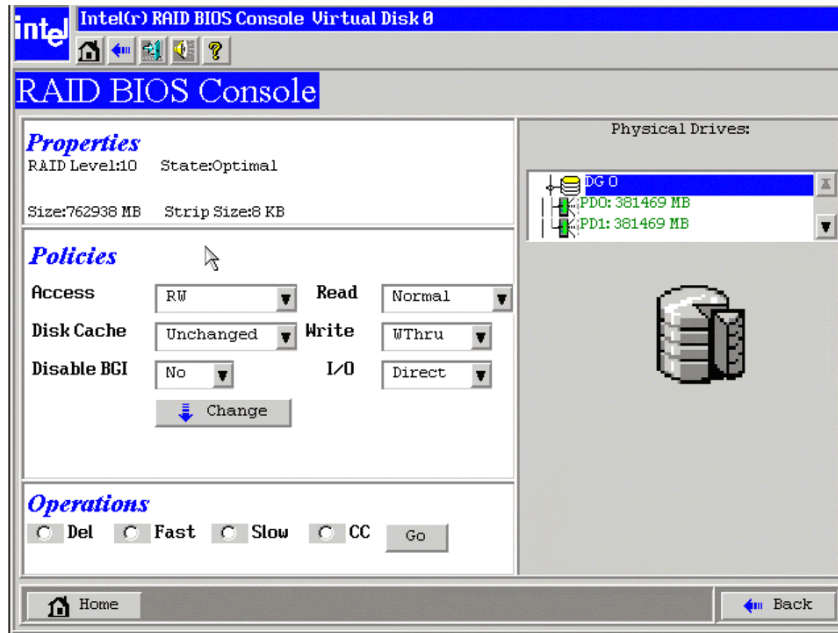 intel
Intel(r) RAID BIOS Console Virtual Disk 0
RAID BIOS Console
Properties
RAID Level:10 State:Optimal
Size:762938 MB Strip Size:8 KB
Policies
Access RW Read Normal
Disk Cache Unchanged Write WThru
Disable BGI No I/O Direct
Change
Operations
Del Fast Slow CC Go
Physical Drives:
DG 0
PD0: 381469 MB
PD1: 381469 MB
Home
Back